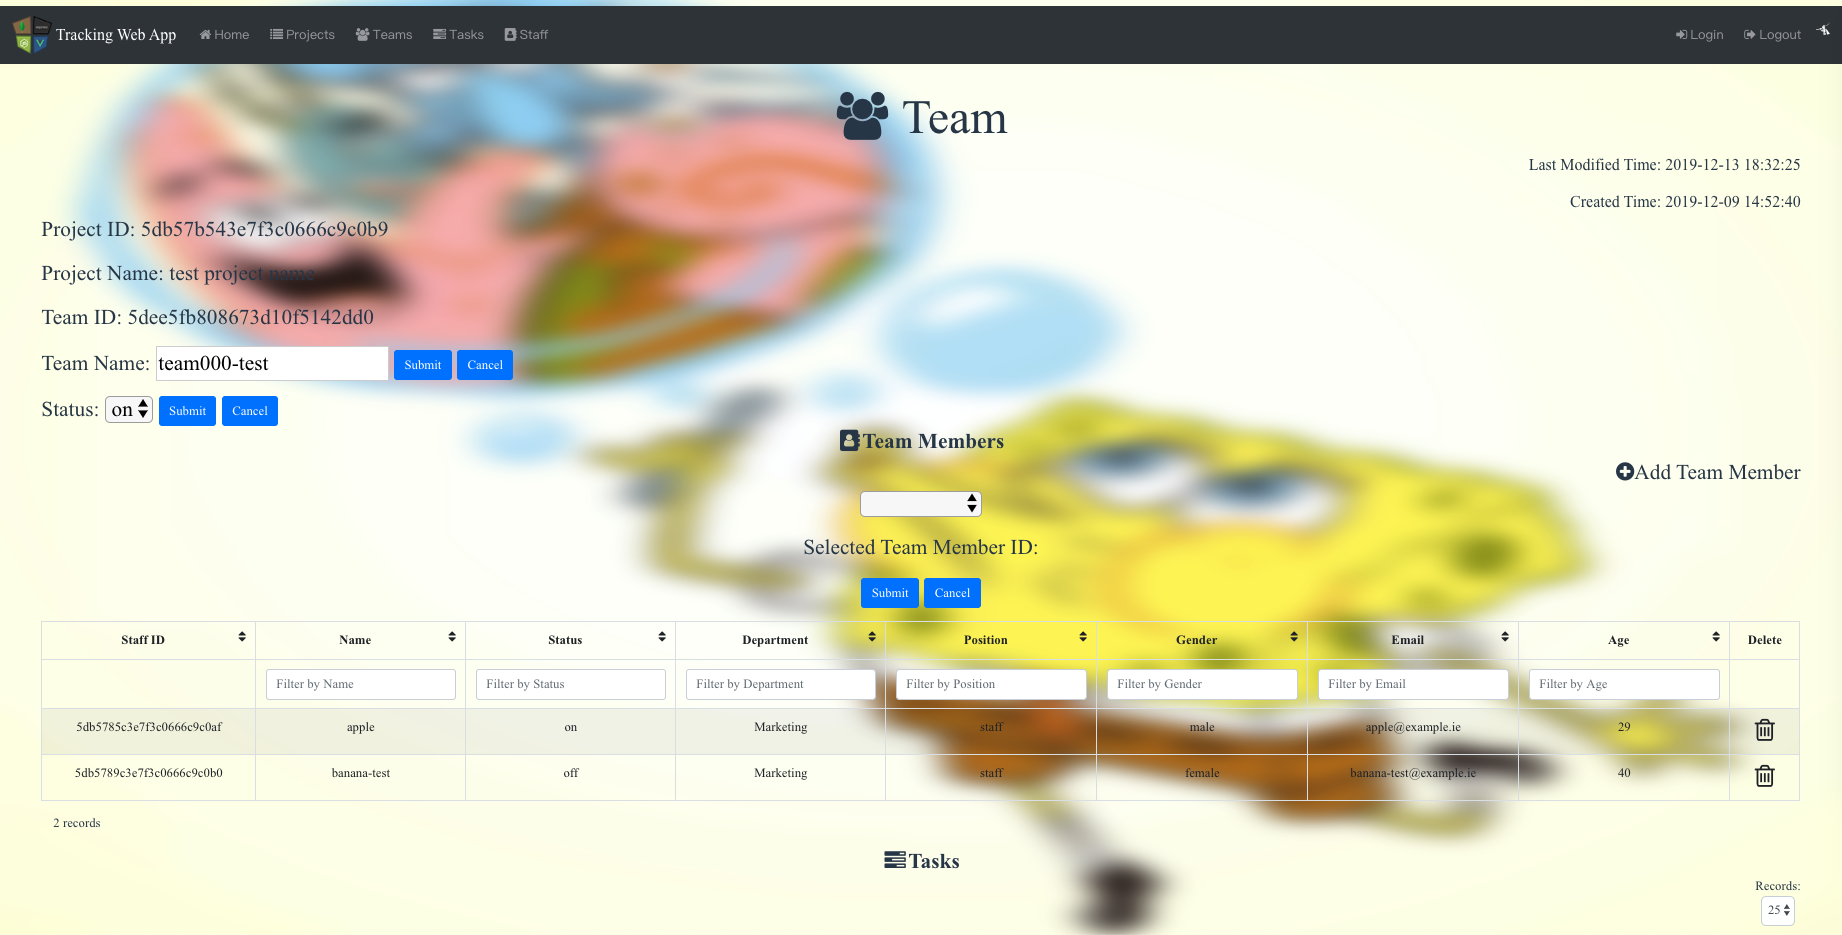 Tracking Web App Home Projects Teams Tasks Staff Login Logout
Team
Last Modified Time: 2019-12-13 18:32:25
Created Time: 2019-12-09 14:52:40
Project ID: 5db57b543e7f3c0666c9c0b9
Project Name: test project name
Team ID: 5dee5fb808673d10f5142dd0
Team Name: team000-test Submit Cancel
Status: on Submit Cancel
Team Members
Add Team Member
Selected Team Member ID:
Submit Cancel
Staff ID Name Status Department Position Gender Email Age Delete
Filter by Name Filter by Status Filter by Department Filter by Position Filter by Gender Filter by Email Filter by Age
5db5785c3e7f3c0666c9c0af apple on Marketing staff male apple@example.ie 29
5db5789c3e7f3c0666c9c0b0 banana-test off Marketing staff female banana-test@example.ie 40
2 records
Tasks
Records:
25